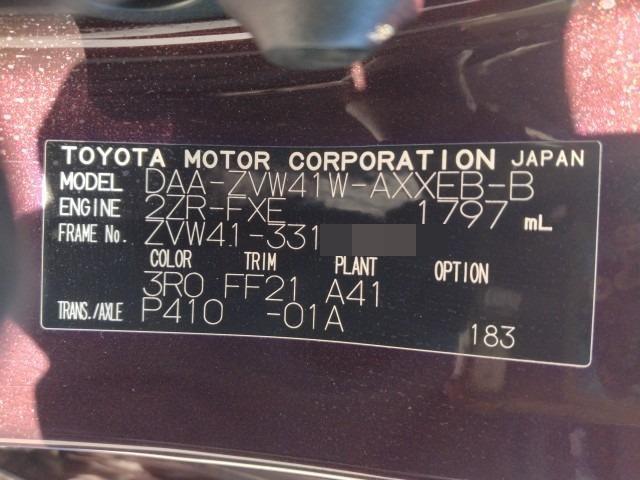 TOYOTA MOTOR CORPORATION JAPAN
MODEL DAA-ZVW41W-AXXEB-B
ENGINE 2ZR-FXE 1797 mL
FRAME No. ZVW41-331
COLOR TRIM PLANT OPTION
3R0 FF21 A41
TRANS./AXLE P410 -01A
183